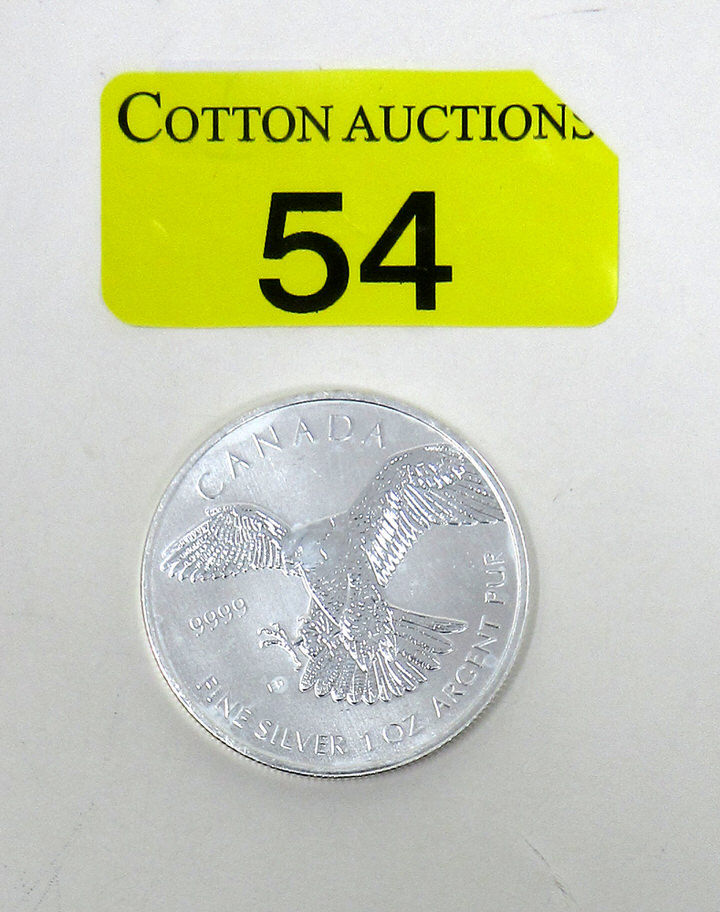 COTTON AUCTIONS
54
CANADA
9999
FINE SILVER 1 OZ ARGENT PUR